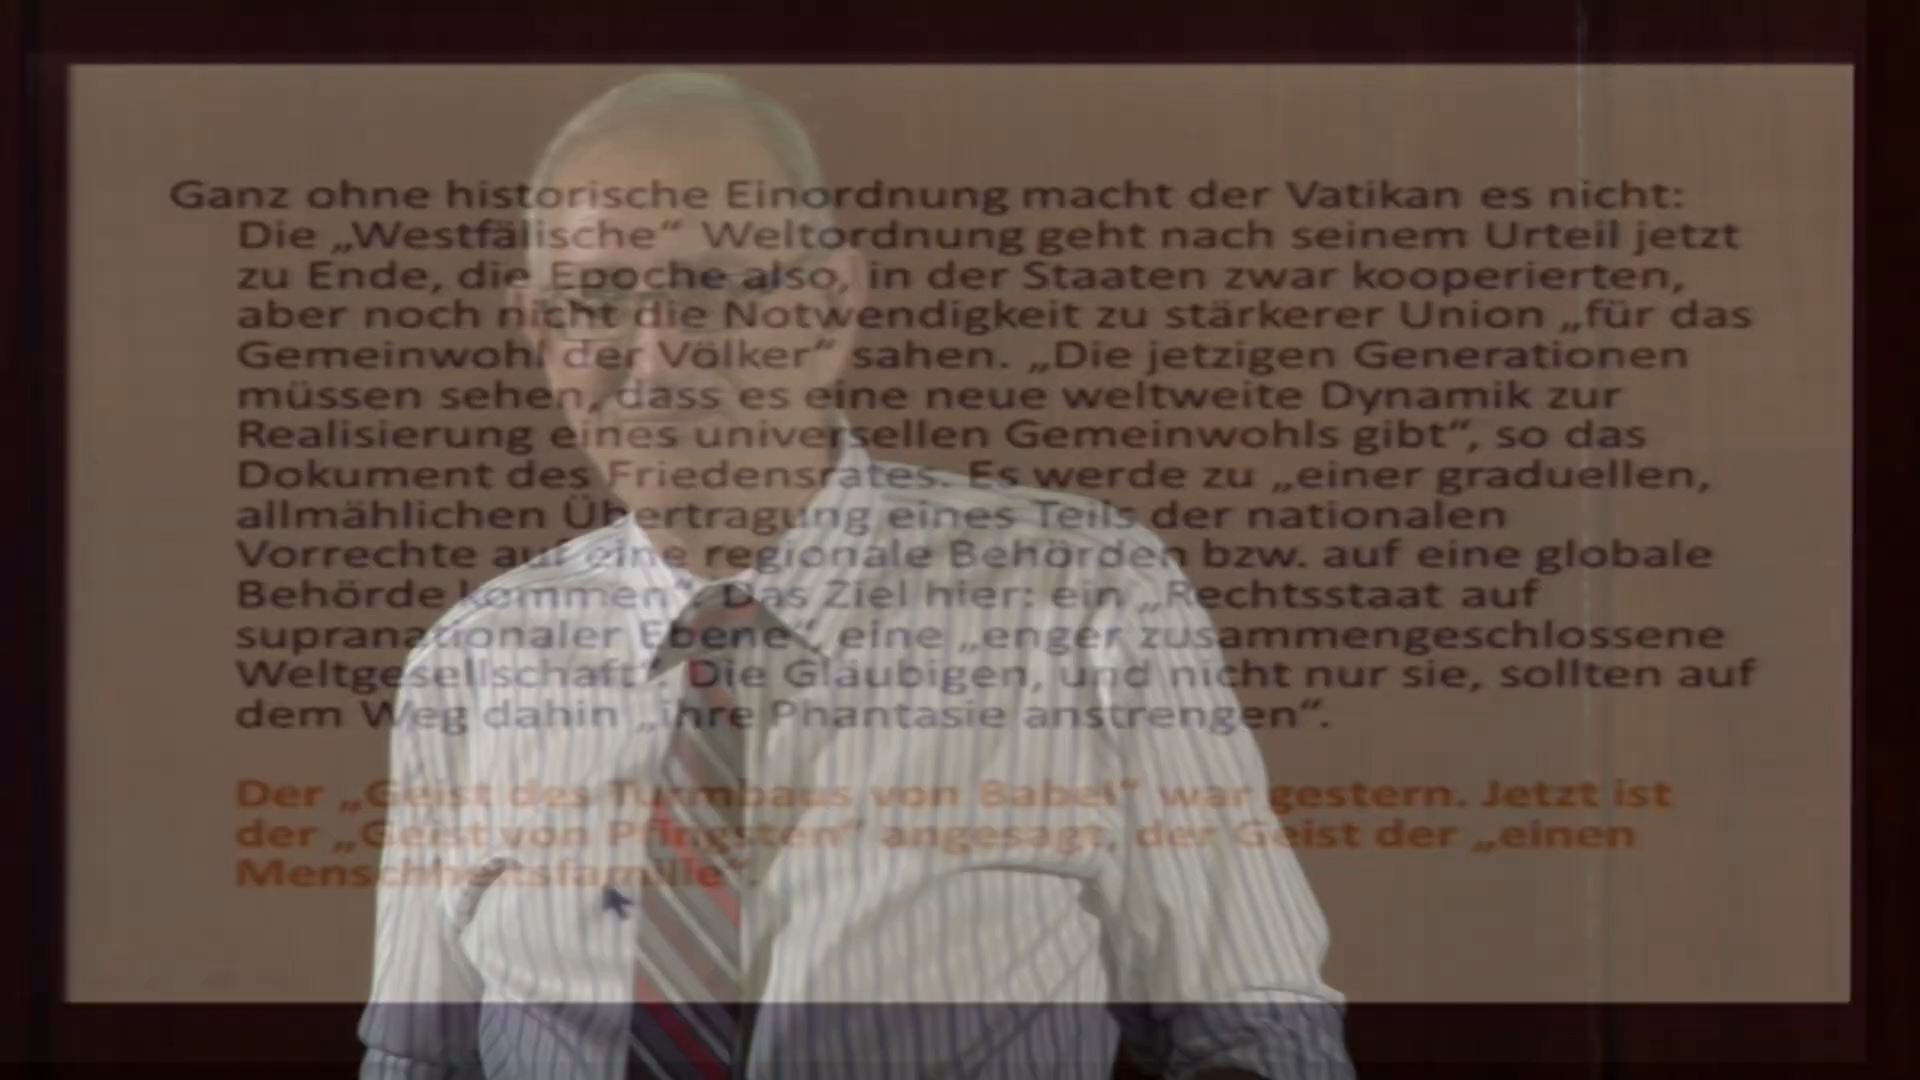 Ganz ohne historische Einordnung macht der Vatikan es nicht:
Die „Westfälische“ Weltordnung geht nach seinem Urteil jetzt
zu Ende, die Epoche also, in der Staaten zwar kooperierten,
aber noch nicht die Notwendigkeit zu stärkerer Union „für das
Gemeinwohl der Völker“ sahen. „Die jetzigen Generationen
müssen sehen, dass es eine neue weltweite Dynamik zur
Realisierung eines universellen Gemeinwohls gibt“, so das
Dokument des Friedensrates. Es werde zu „einer graduellen,
allmählichen Übertragung eines Teils der nationalen
Vorrechte auf eine regionale Behörden bzw. auf eine globale
Behörde kommen“. Das Ziel hier: ein „Rechtsstaat auf
supranationaler Ebene“, eine „enger zusammengeschlossene
Weltgesellschaft“. Die Gläubigen, und nicht nur sie, sollten auf
dem Weg dahin „ihre Phantasie anstrengen“.
Der „Geist des Turmbaus von Babel“ war gestern. Jetzt ist
der „Geist von Pfingsten“ angesagt, der Geist der „einen
Menschheitsfamilie“.